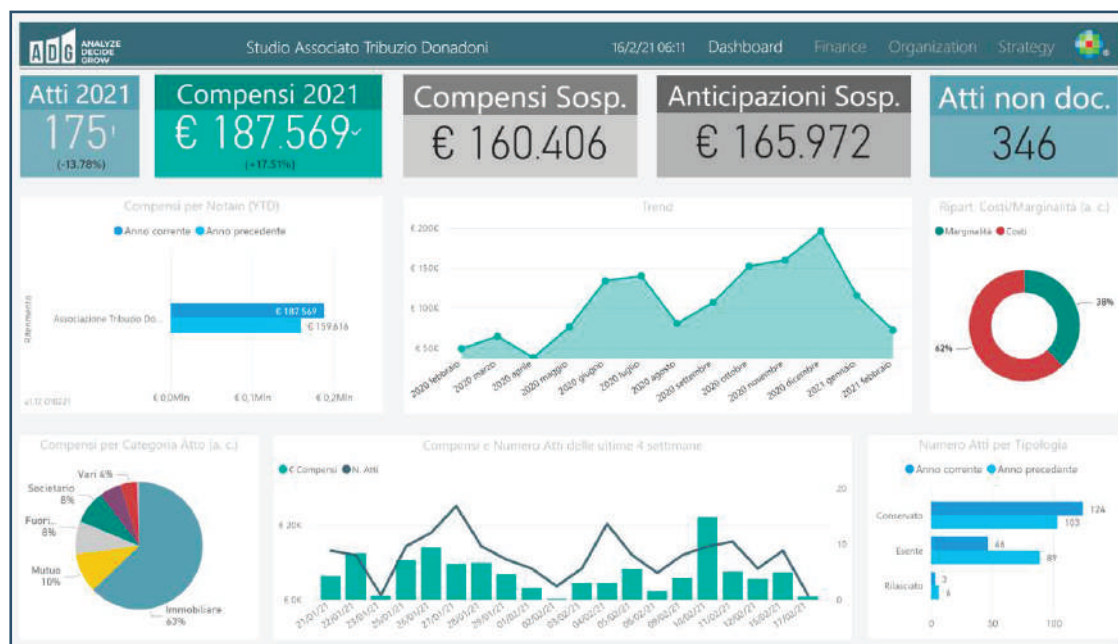 ADG ANALYZE DECIDE GROW
Studio Associato Tribuzio Donadoni
16/2/21 06:11 Dashboard Finance Organization Strategy
Atti 2021
175!
(-13.78%)
Compensi 2021
€ 187.569
(+17.51%)
Compensi Sosp.
€ 160.406
Anticipazioni Sosp.
€ 165.972
Atti non doc.
346
Compensi per Notaio (YTD)
Anno corrente Anno precedente
Riferimento
Associazione Tribuzio Do...
€ 187.569
€ 159.616
€ 0,0Mln € 0,1Mln € 0,2Mln
Trend
€ 200K
€ 150K
€ 100K
€ 50K
2020 febbraio 2020 marzo 2020 aprile 2020 maggio 2020 giugno 2020 luglio 2020 agosto 2020 settembre 2020 ottobre 2020 novembre 2020 dicembre 2021 gennaio 2021 febbraio
Ripart. Costi/Marginalità (a. c.)
Marginalità Costi
38%
62%
Compensi per Categoria Atto (a. c.)
Vari 6%
Societario
8%
Fuori...
8%
Mutuo
10%
Immobiliare
63%
Compensi e Numero Atti delle ultime 4 settimane
€ Compensi N. Atti
€ 20K
€ 0K
20
10
0
21/01/21 22/01/21 23/01/21 25/01/21 26/01/21 27/01/21 28/01/21 29/01/21 01/02/21 02/02/21 03/02/21 04/02/21 05/02/21 08/02/21 09/02/21 10/02/21 11/02/21 12/02/21 15/02/21 17/02/21
Numero Atti per Tipologia
Anno corrente Anno precedente
Conservato
124
103
Esente
46
89
Rilasciato
3
6
0 50 100